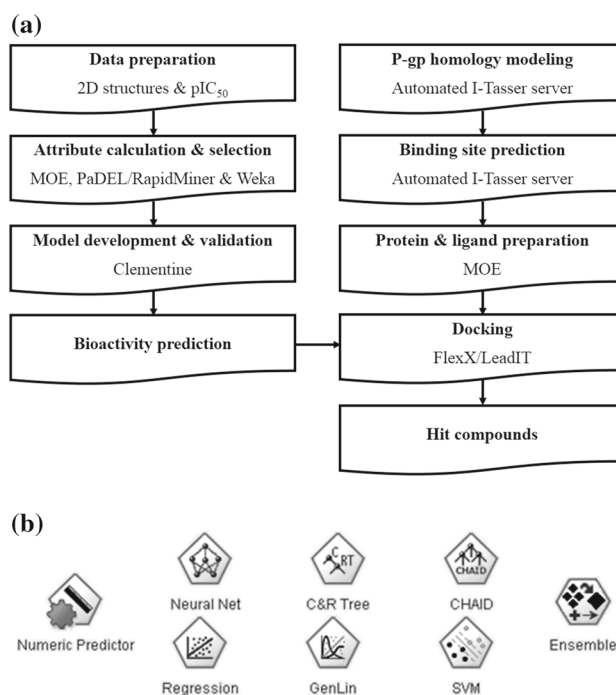 (a)
Data preparation
2D structures & pIC50
Attribute calculation & selection
MOE, PaDEL/RapidMiner & Weka
Model development & validation
Clementine
Bioactivity prediction
P-gp homology modeling
Automated I-Tasser server
Binding site prediction
Automated I-Tasser server
Protein & ligand preparation
MOE
Docking
FlexX/LeadIT
Hit compounds
(b)
Numeric Predictor
Neural Net
C RT
C&R Tree
CHAID
CHAID
Regression
GenLin
SVM
Ensemble